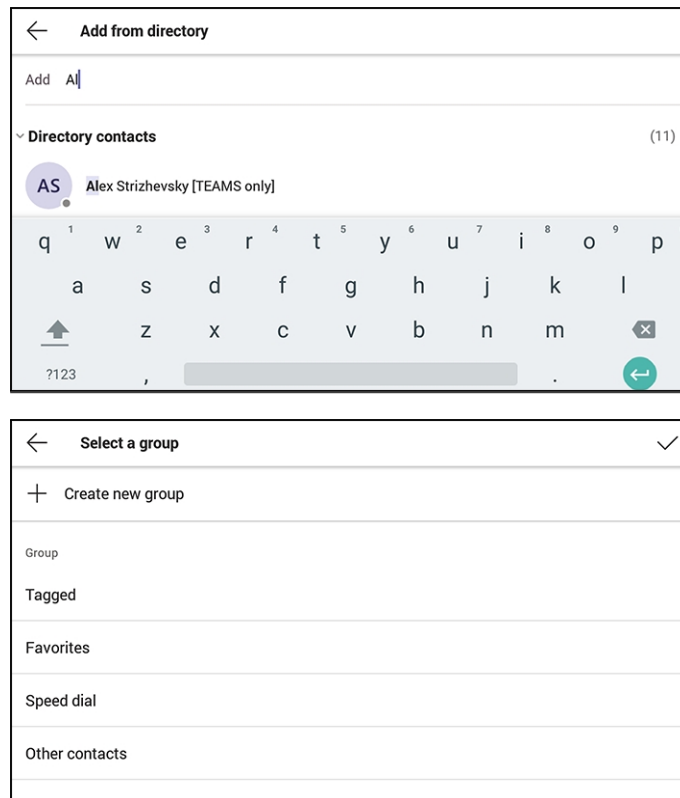 Add from directory
Add Al
Directory contacts (11)
AS Alex Strizhevsky [TEAMS only]
q 1 w 2 e 3 r 4 t 5 y 6 u 7 i 8 o 9 p
a s d f g h j k l
z x c v b n m
?123 , .
Select a group
Create new group
Group
Tagged
Favorites
Speed dial
Other contacts